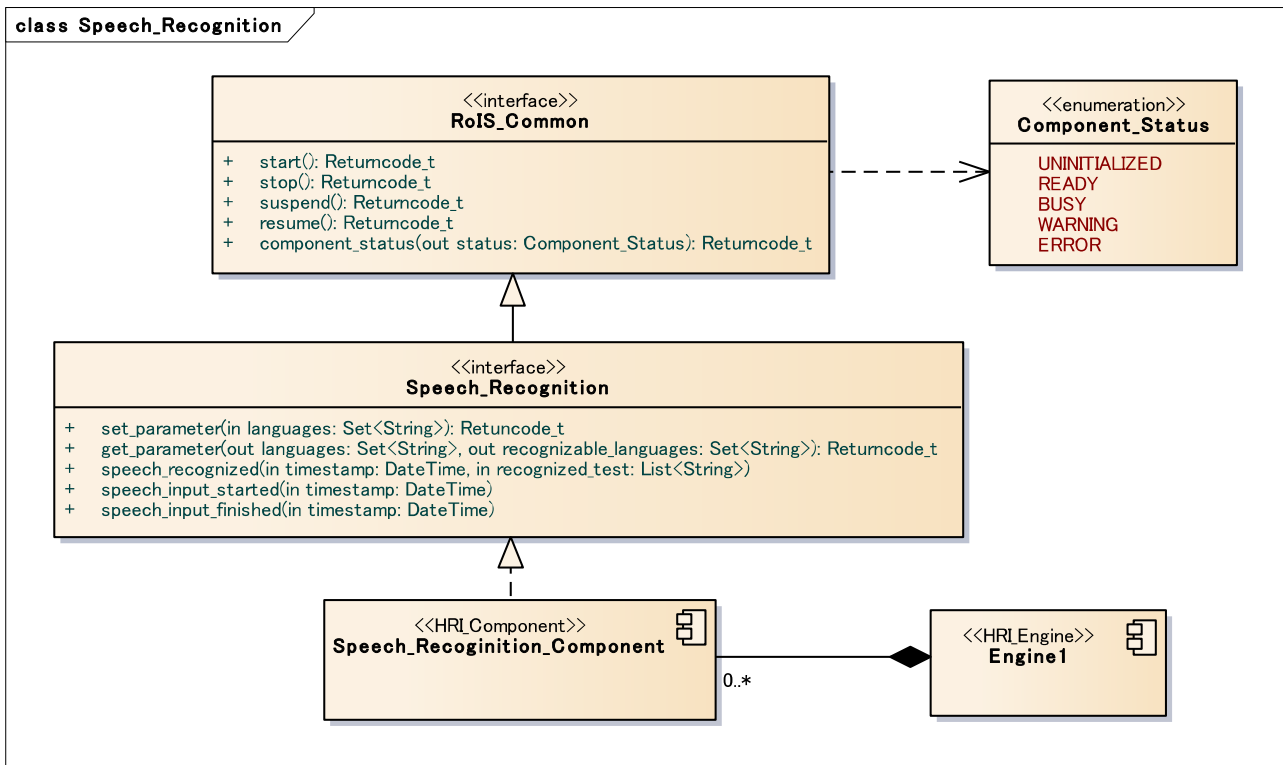 class Speech_Recognition
<<interface>>
RoIS_Common
+ start(): Returncode_t
+ stop(): Returncode_t
+ suspend(): Returncode_t
+ resume(): Returncode_t
+ component_status(out status: Component_Status): Returncode_t
<<enumeration>>
Component_Status
UNINITIALIZED
READY
BUSY
WARNING
ERROR
<<interface>>
Speech_Recognition
+ set_parameter(in languages: Set<String>): Retuncode_t
+ get_parameter(out languages: Set<String>, out recognizable_languages: Set<String>): Returncode_t
+ speech_recognized(in timestamp: DateTime, in recognized_test: List<String>)
+ speech_input_started(in timestamp: DateTime)
+ speech_input_finished(in timestamp: DateTime)
<<HRI_Component>>
Speech_Recoginition_Component
0..*
<<HRI_Engine>>
Engine1